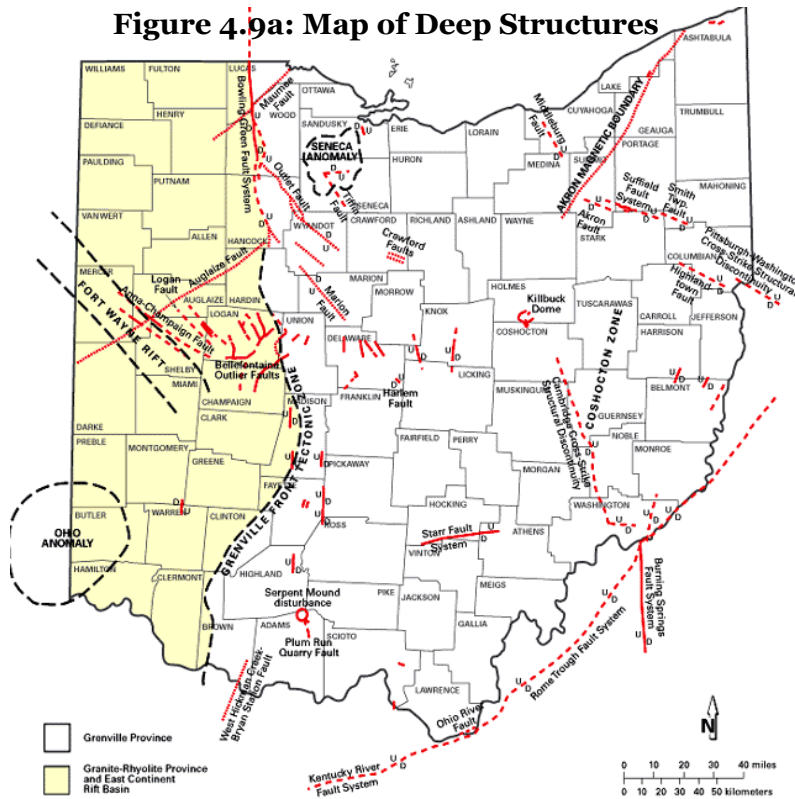 Figure 4.9a: Map of Deep Structures
ASHTABULA
WILLIAMS
FULTON
LUCAS
OTTAWA
LAKE
Maumee
Fault
Bowling Green Fault System
WOOD
HENRY
DEFIANCE
SANDUSKY
ERIE
LORAIN
CUYAHOGA
Middleburg
Fault
GEAUGA
TRUMBULL
AKRON MAGNETIC BOUNDARY
SENECA
ANOMALY
PAULDING
PUTNAM
HURON
MEDINA
SUMMIT
PORTAGE
MAHONING
Outlet Fault
Tiffin
Fault
SENECA
Suffield
Fault
System
Smith
Twp.
Fault
Akron
Fault
VAN WERT
ALLEN
HANCOCK
WYANDOT
CRAWFORD
RICHLAND
ASHLAND
WAYNE
STARK
Crawford
Faults
Pittsburgh-Washington
Cross-Strike Structural
Discontinuity
COLUMBIANA
Highland-
town
Fault
MERCER
Logan
Fault
Auglaize Fault
AUGLAIZE
HARDIN
MARION
Marion
Fault
MORROW
HOLMES
Killbuck
Dome
TUSCARAWAS
CARROLL
JEFFERSON
FORT WAYNE RIFT
Anna-Champaign Fault
LOGAN
UNION
KNOX
COSHOCTON
HARRISON
SHELBY
Bellefontaine
Outlier Faults
DELAWARE
COSHOCTON ZONE
MIAMI
CHAMPAIGN
MADISON
FRANKLIN
Harlem
Fault
LICKING
MUSKINGUM
BELMONT
Cambridge Cross-Strike
Structural Discontinuity
GUERNSEY
DARKE
CLARK
PREBLE
MONTGOMERY
GREENE
FAYETTE
PICKAWAY
FAIRFIELD
PERRY
NOBLE
MONROE
MORGAN
GRENVILLE FRONT TECTONIC ZONE
OHIO
ANOMALY
BUTLER
WARREN
CLINTON
ROSS
HOCKING
WASHINGTON
ATHENS
Starr Fault
System
VINTON
HAMILTON
CLERMONT
HIGHLAND
Burning Springs
Fault System
Serpent Mound
disturbance
PIKE
JACKSON
MEIGS
GALLIA
BROWN
ADAMS
SCIOTO
Plum Run
Quarry Fault
West Hickman Creek-
Bryan Station Fault
LAWRENCE
Rome Trough Fault System
Ohio River
Fault
Kentucky River
Fault System
N
Grenville Province
Granite-Rhyolite Province
and East Continent
Rift Basin
0 10 20 30 40 miles
0 10 20 30 40 50 kilometers